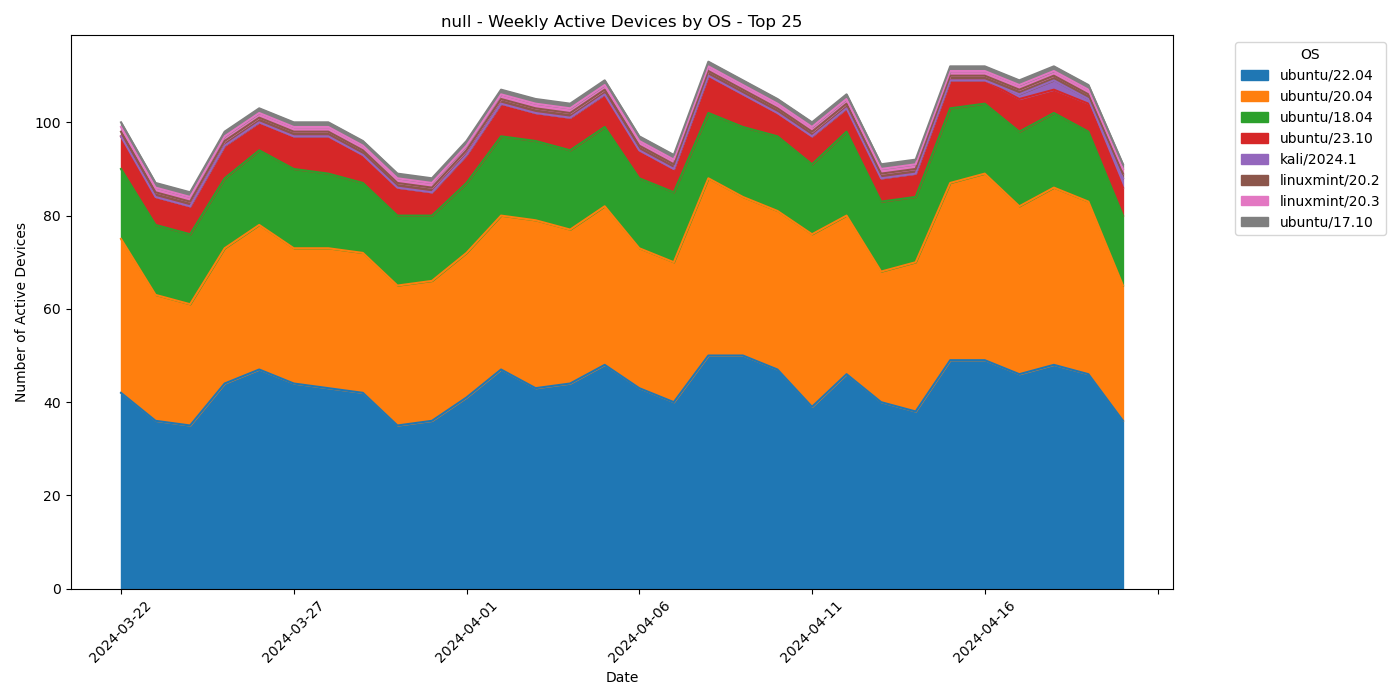 null - Weekly Active Devices by OS - Top 25
Number of Active Devices
100
80
60
40
20
0
2024-03-22
2024-03-27
2024-04-01
2024-04-06
2024-04-11
2024-04-16
Date
OS
ubuntu/22.04
ubuntu/20.04
ubuntu/18.04
ubuntu/23.10
kali/2024.1
linuxmint/20.2
linuxmint/20.3
ubuntu/17.10